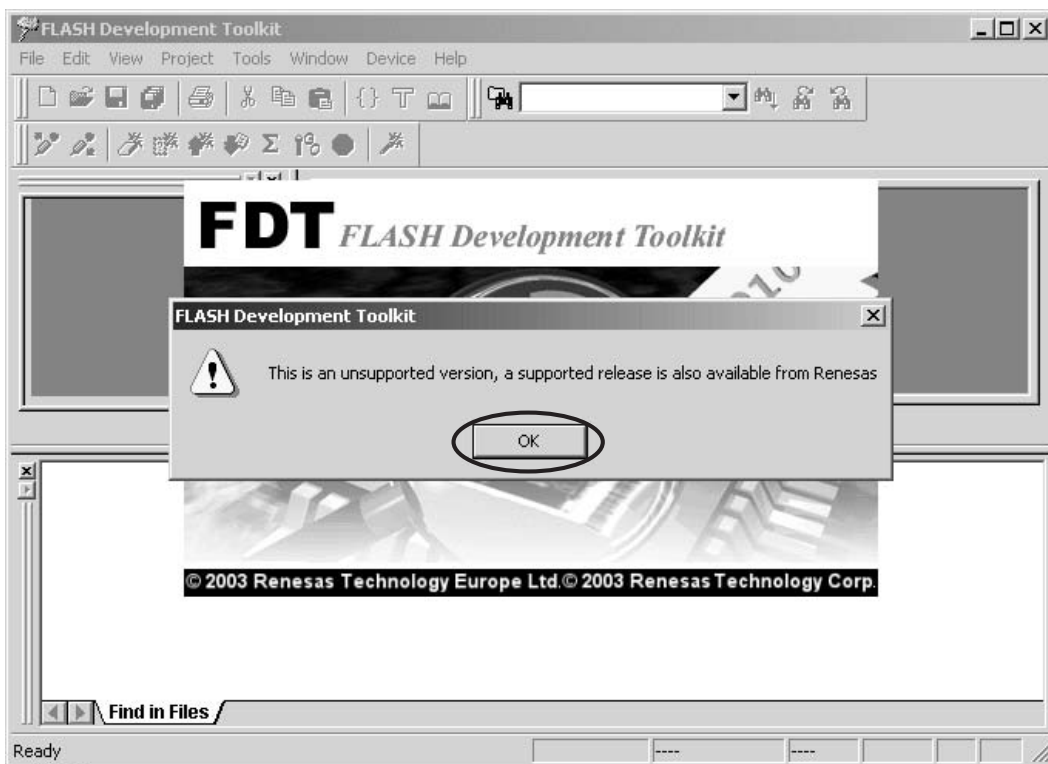 FLASH Development Toolkit
File Edit View Project Tools Window Device Help
FDT FLASH Development Toolkit
FLASH Development Toolkit
This is an unsupported version, a supported release is also available from Renesas
OK
© 2003 Renesas Technology Europe Ltd.© 2003 Renesas Technology Corp.
Find in Files
Ready ---- ----